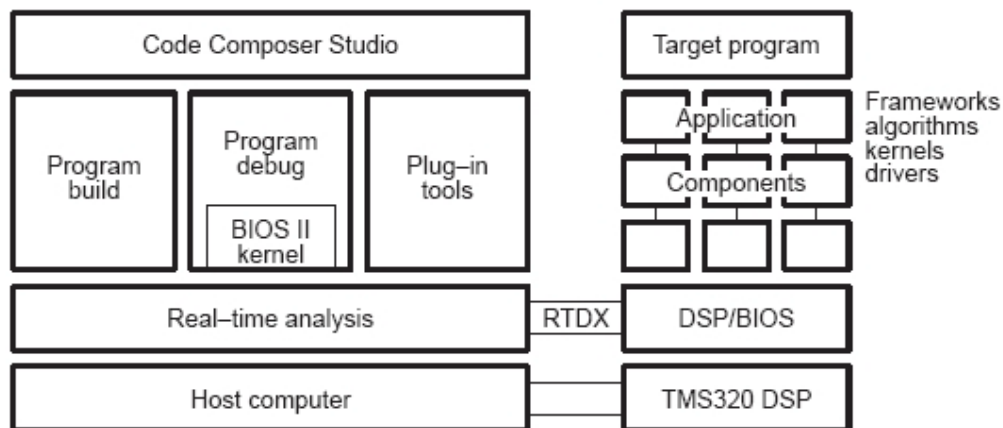 Code Composer Studio
Target program
Program
build
Program
debug
BIOS II
kernel
Plug–in
tools
Application
Components
Frameworks
algorithms
kernels
drivers
Real–time analysis
RTDX
DSP/BIOS
Host computer
TMS320 DSP